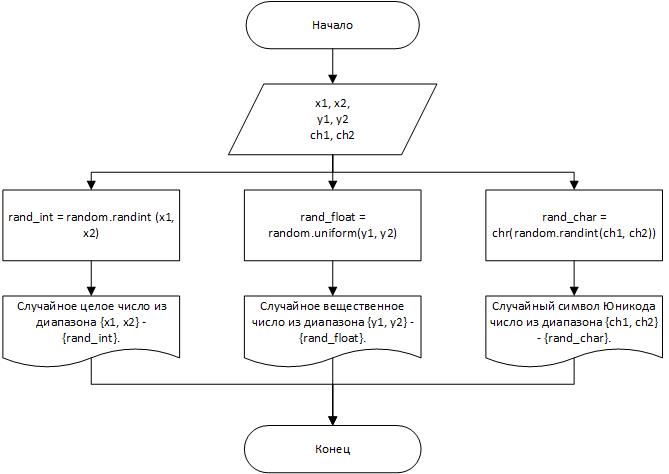 Начало
x1, x2,
y1, y2
ch1, ch2
rand_int = random.randint (x1,
x2)
rand_float =
random.uniform(y1, y2)
rand_char =
chr(random.randint(ch1, ch2))
Случайное целое число из
диапазона {x1, x2} -
{rand_int}.
Случайное вещественное
число из диапазона {y1, y2} -
{rand_float}.
Случайный символ Юникода
число из диапазона {ch1, ch2}
- {rand_char}.
Конец